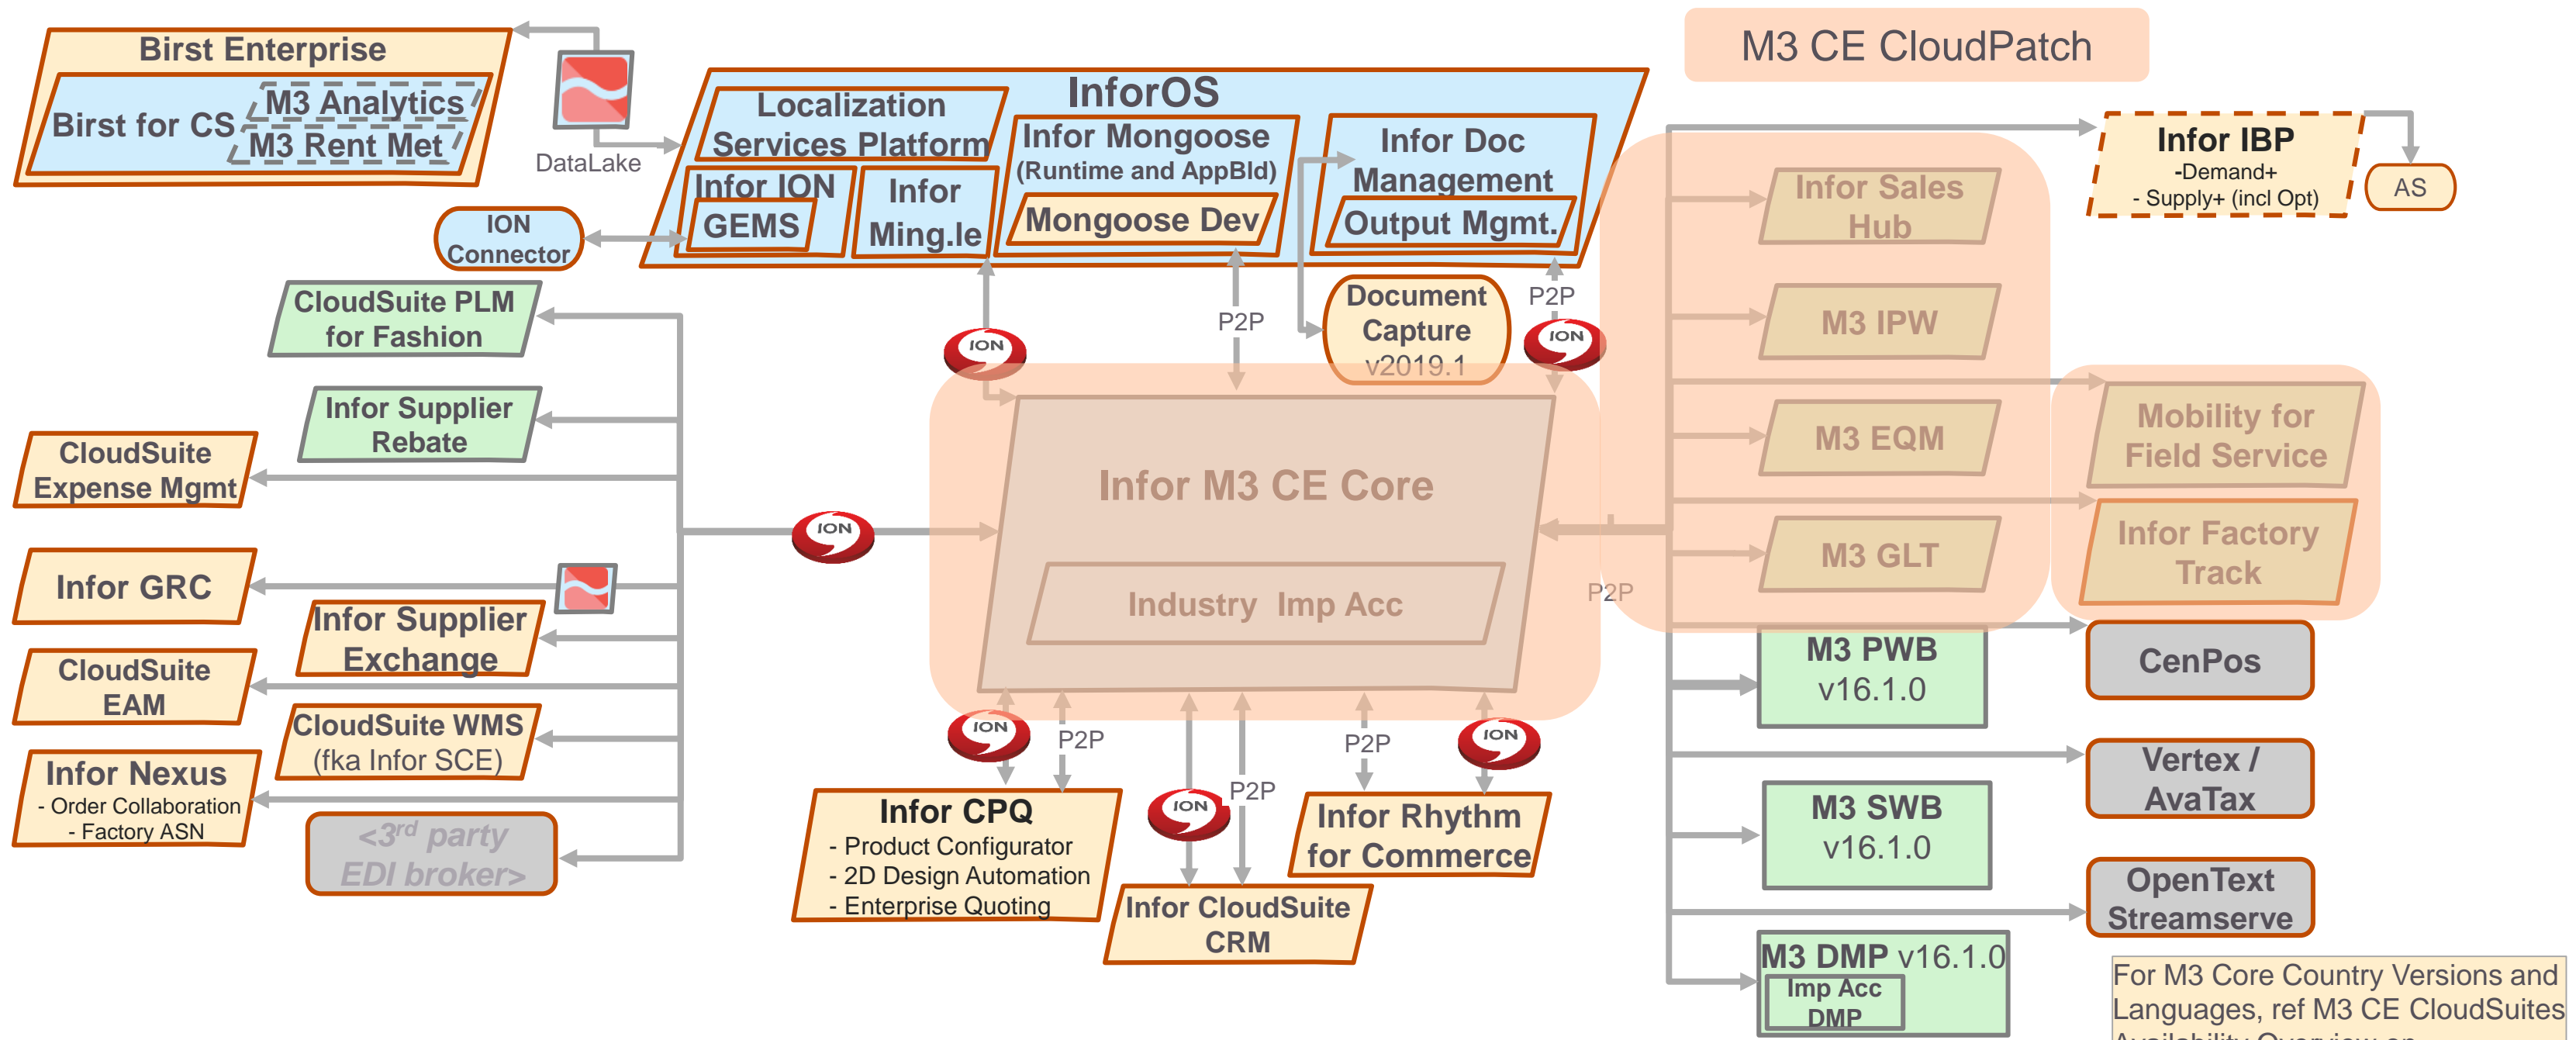 M3 CE CloudPatch
Birst Enterprise
Birst for CS
M3 Analytics
M3 Rent Met
DataLake
InforOS
Localization
Services Platform
Infor ION
GEMS
Infor
Ming.le
Infor Mongoose
(Runtime and AppBld)
Mongoose Dev
Infor Doc
Management
Output Mgmt.
ION
Connector
Infor IBP
-Demand+
- Supply+ (incl Opt)
AS
CloudSuite PLM
for Fashion
Infor Supplier
Rebate
CloudSuite
Expense Mgmt
Infor GRC
Infor Supplier
Exchange
CloudSuite
EAM
CloudSuite WMS
(fka Infor SCE)
Infor Nexus
- Order Collaboration
- Factory ASN
<3rd party
EDI broker>
ION
ION
P2P
Document
Capture
v2019.1
P2P
ION
Infor M3 CE Core
Industry Imp Acc
P2P
ION
P2P
ION
P2P
P2P
ION
Infor CPQ
- Product Configurator
- 2D Design Automation
- Enterprise Quoting
Infor CloudSuite
CRM
Infor Rhythm
for Commerce
Infor Sales
Hub
M3 IPW
M3 EQM
M3 GLT
Mobility for
Field Service
Infor Factory
Track
M3 PWB
v16.1.0
CenPos
Vertex /
AvaTax
M3 SWB
v16.1.0
OpenText
Streamserve
M3 DMP v16.1.0
Imp Acc
DMP
For M3 Core Country Versions and
Languages, ref M3 CE CloudSuites
Availability Overview on